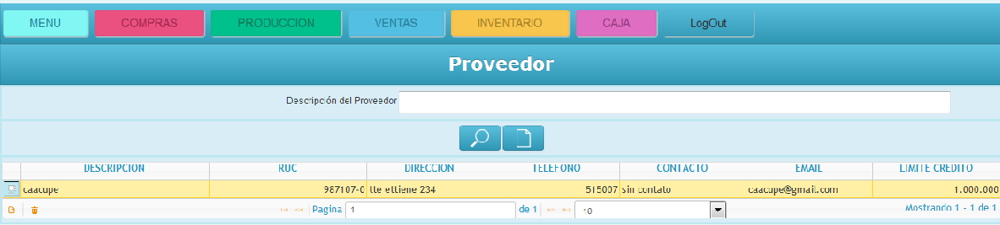 MENU COMPRAS PRODUCCION VENTAS INVENTARIO CAJA LogOut
Proveedor
Descripción del Proveedor
DESCRIPCION RUC DIRECCION TELEFONO CONTACTO EMAIL LIMITE CREDITO
caacupe 987107-0 tte ettiene 234 515007 sin contato caacupe@gmail.com 1.000.000
Pagina 1 de 1 10 Mostrando 1 - 1 de 1